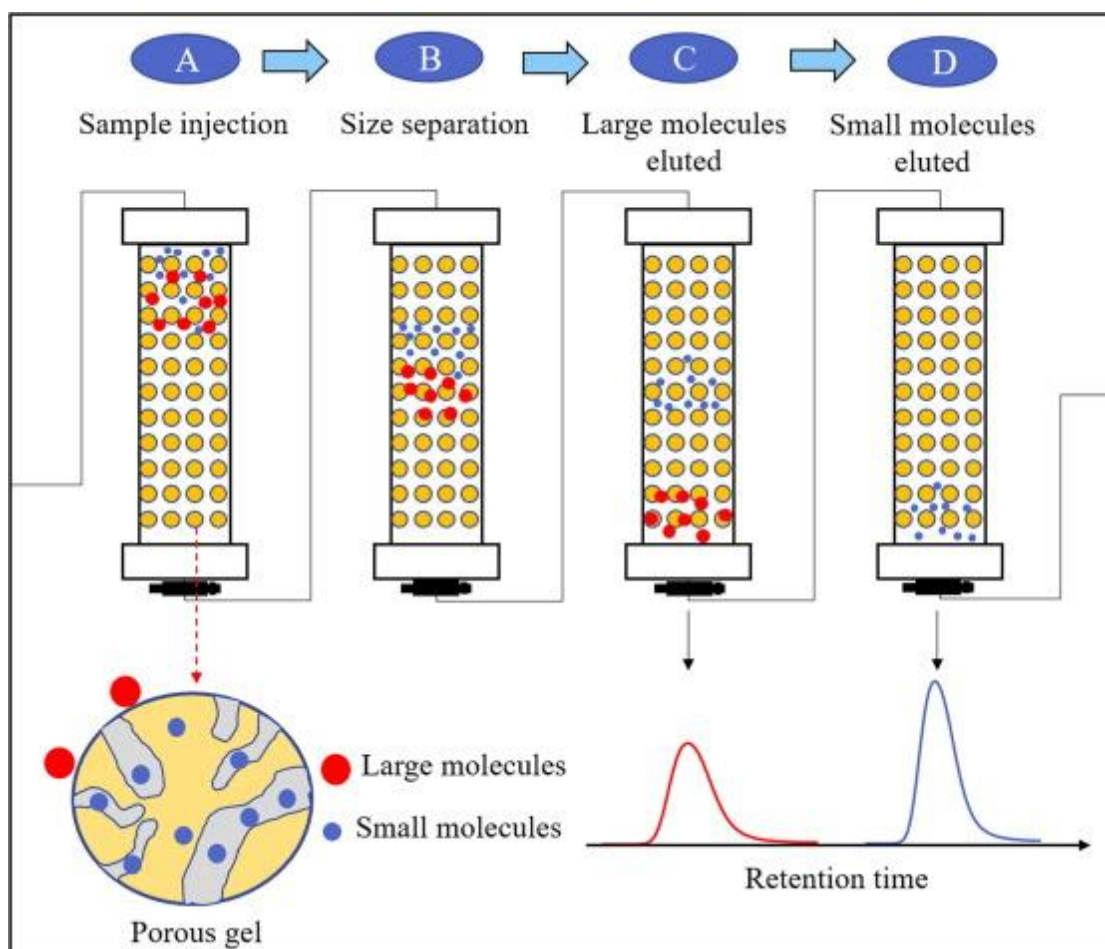 A
B
C
D
Sample injection
Size separation
Large molecules
eluted
Small molecules
eluted
Large molecules
Small molecules
Porous gel
Retention time